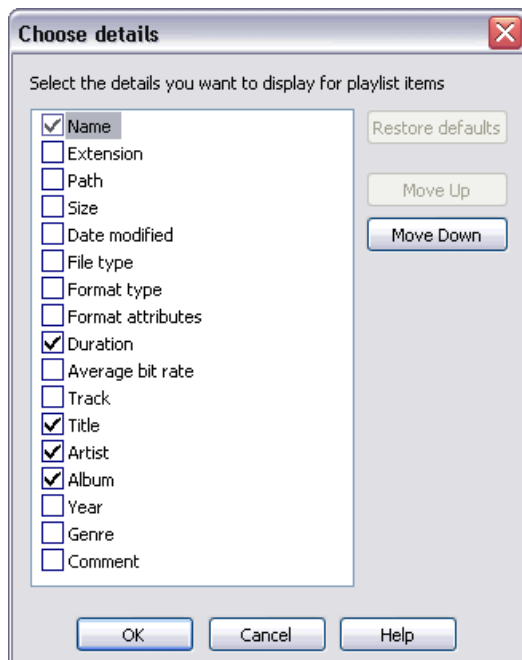 Choose details
Select the details you want to display for playlist items
Name
Extension
Path
Size
Date modified
File type
Format type
Format attributes
Duration
Average bit rate
Track
Title
Artist
Album
Year
Genre
Comment
Restore defaults
Move Up
Move Down
OK
Cancel
Help